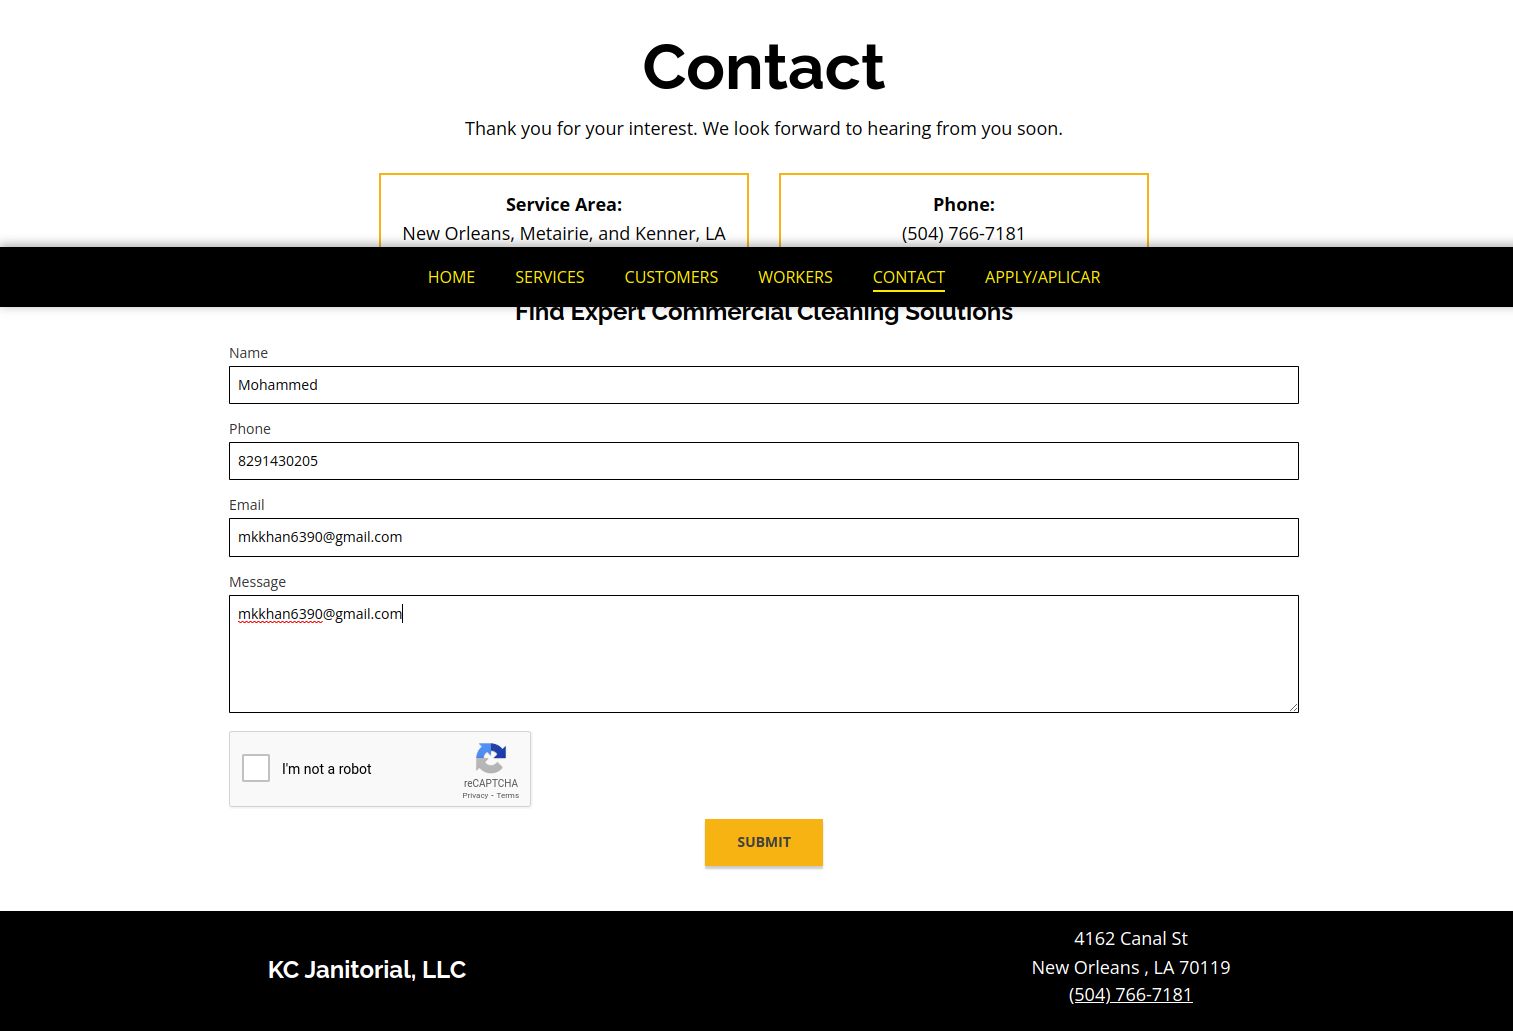 Contact
Thank you for your interest. We look forward to hearing from you soon.
Service Area:
New Orleans, Metairie, and Kenner, LA
Phone:
(504) 766-7181
HOME SERVICES CUSTOMERS WORKERS CONTACT APPLY/APLICAR
Find Expert Commercial Cleaning Solutions
Name
Mohammed
Phone
8291430205
Email
mkkhan6390@gmail.com
Message
mkkhan6390@gmail.com
I'm not a robot
reCAPTCHA
Privacy - Terms
SUBMIT
KC Janitorial, LLC
4162 Canal St
New Orleans , LA 70119
(504) 766-7181